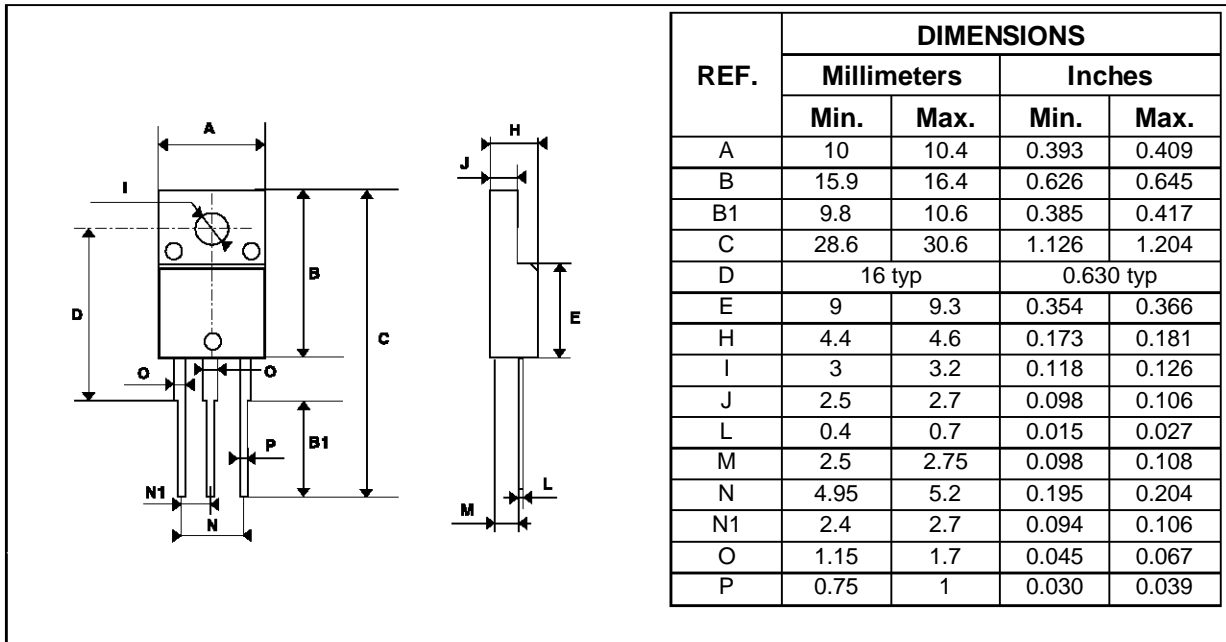 A
H
J
I
B
D
E
C
O
O
B1
P
N1
L
M
N
REF. DIMENSIONS
Millimeters Inches
Min. Max. Min. Max.
A 10 10.4 0.393 0.409
B 15.9 16.4 0.626 0.645
B1 9.8 10.6 0.385 0.417
C 28.6 30.6 1.126 1.204
D 16 typ 0.630 typ
E 9 9.3 0.354 0.366
H 4.4 4.6 0.173 0.181
I 3 3.2 0.118 0.126
J 2.5 2.7 0.098 0.106
L 0.4 0.7 0.015 0.027
M 2.5 2.75 0.098 0.108
N 4.95 5.2 0.195 0.204
N1 2.4 2.7 0.094 0.106
O 1.15 1.7 0.045 0.067
P 0.75 1 0.030 0.039